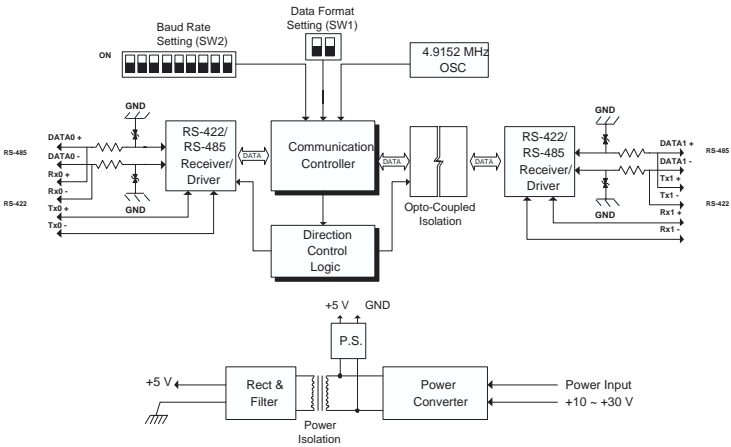 Data Format
Setting (SW1)
Baud Rate
Setting (SW2)
ON
4.9152 MHz
OSC
GND
GND
DATA0 +
RS-485
DATA0 -
Rx0 +
Rx0 -
RS-422
Tx0 +
Tx0 -
GND
RS-422/
RS-485
Receiver/
Driver
DATA
Communication
Controller
DATA
Opto-Coupled
Isolation
DATA
RS-422/
RS-485
Receiver/
Driver
DATA1 +
RS-485
DATA1 -
Tx1 +
Tx1 -
RS-422
Rx1 +
Rx1 -
GND
Direction
Control
Logic
+5 V
GND
P.S.
+5 V
Rect &
Filter
Power
Isolation
Power
Converter
Power Input
+10 ~ +30 V